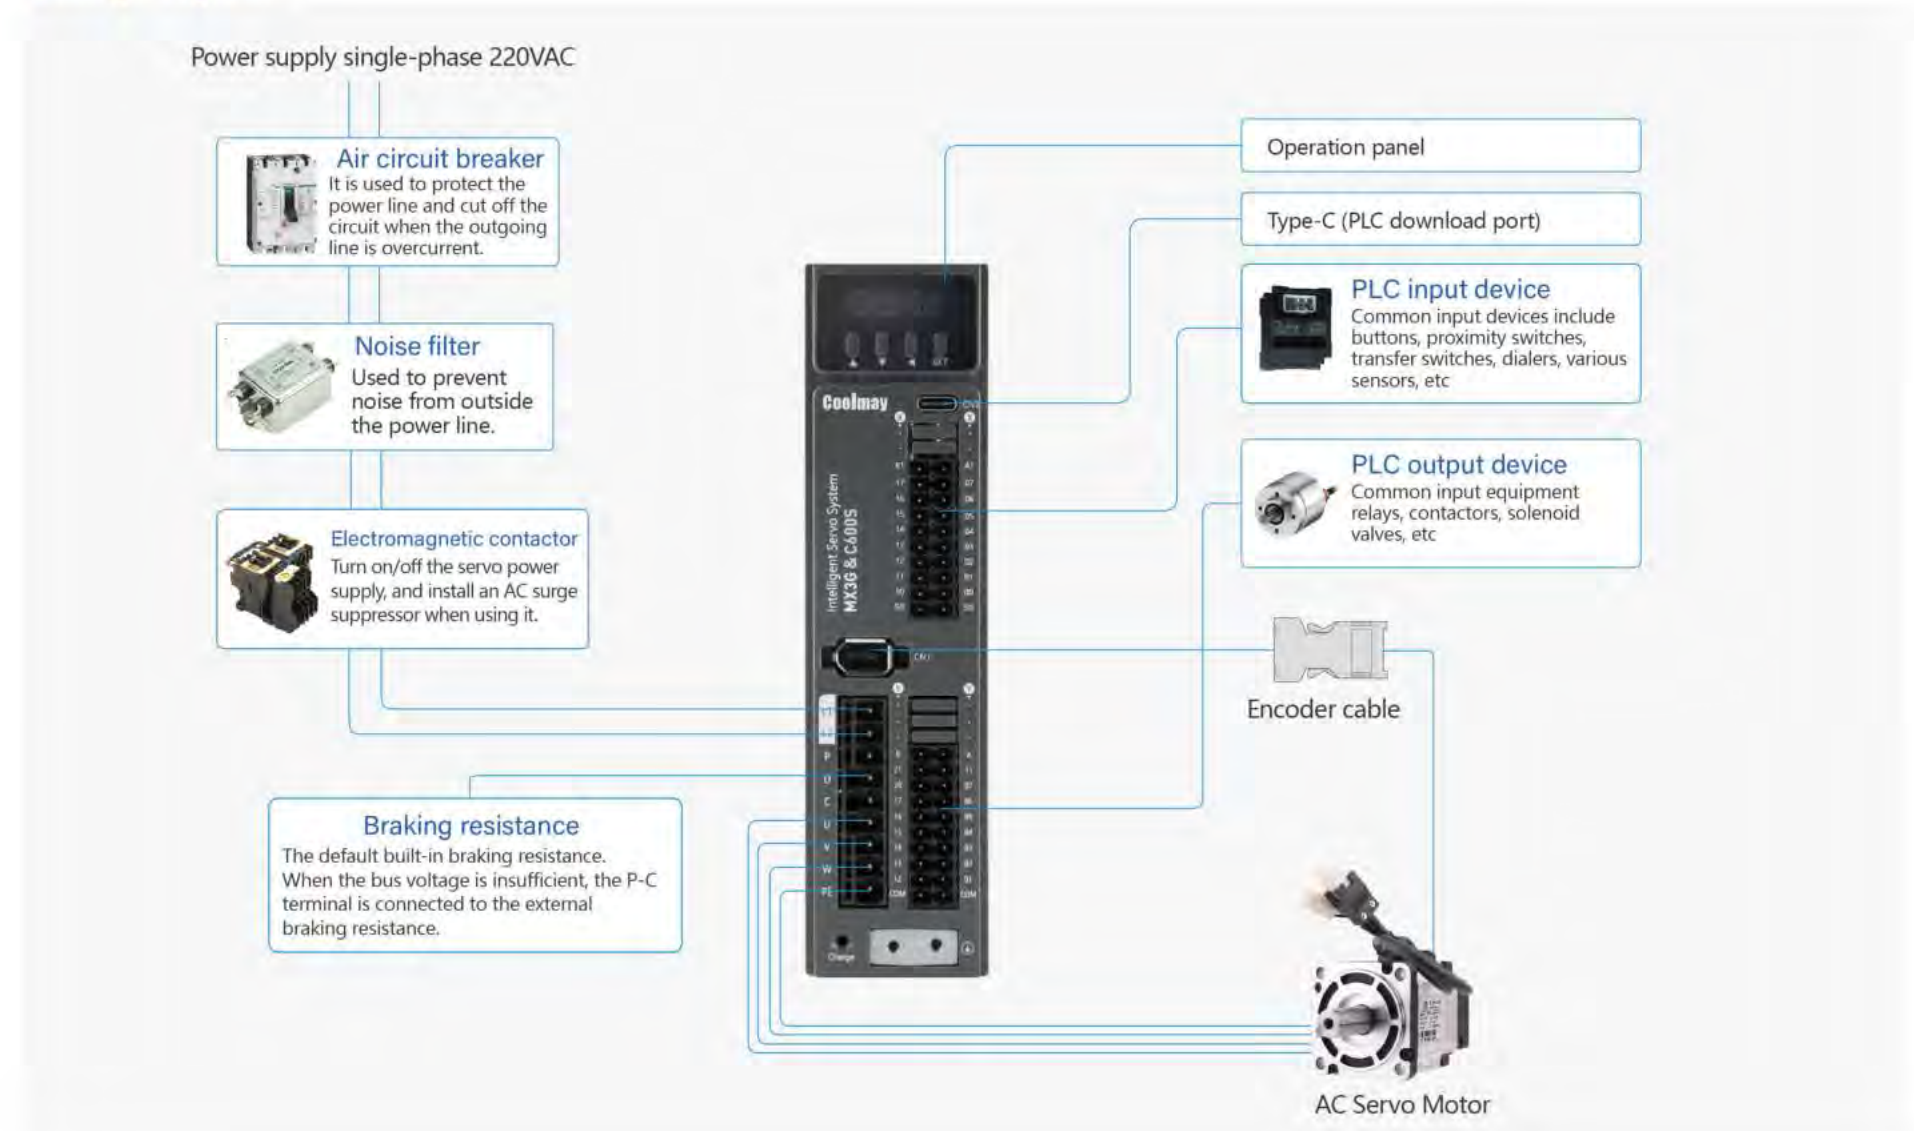 Power supply single-phase 220VAC
Air circuit breaker
It is used to protect the
power line and cut off the
circuit when the outgoing
line is overcurrent.
Noise filter
Used to prevent
noise from outside
the power line.
Electromagnetic contactor
Turn on/off the servo power
supply, and install an AC surge
suppressor when using it.
Braking resistance
The default built-in braking resistance.
When the bus voltage is insufficient, the P-C
terminal is connected to the external
braking resistance.
Coolmay
Intelligent Servo System
MX3G & C600S
P
D
C
U
V
W
PE
COM
COM
Charge
Operation panel
Type-C (PLC download port)
PLC input device
Common input devices include
buttons, proximity switches,
transfer switches, dialers, various
sensors, etc
PLC output device
Common input equipment
relays, contactors, solenoid
valves, etc
Encoder cable
AC Servo Motor